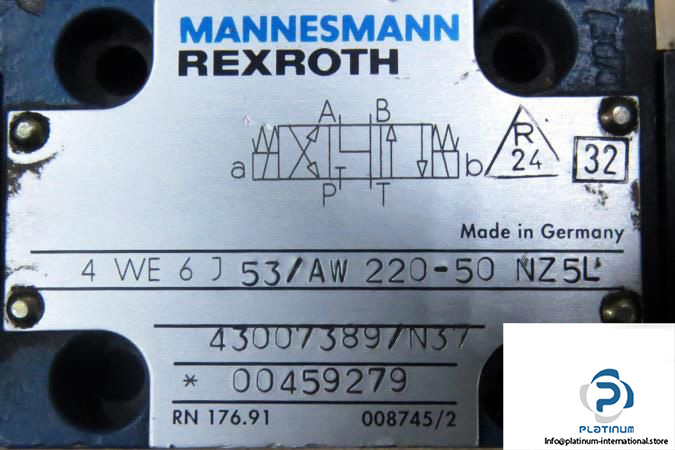 MANNESMANN
REXROTH
A B
a b
P T
R
24
32
Made in Germany
4 WE 6 J 53/AW 220-50 NZ5L
43007389/N37
* 00459279
RN 176.91 008745/2
PLATINUM
Info@platinum-international.store